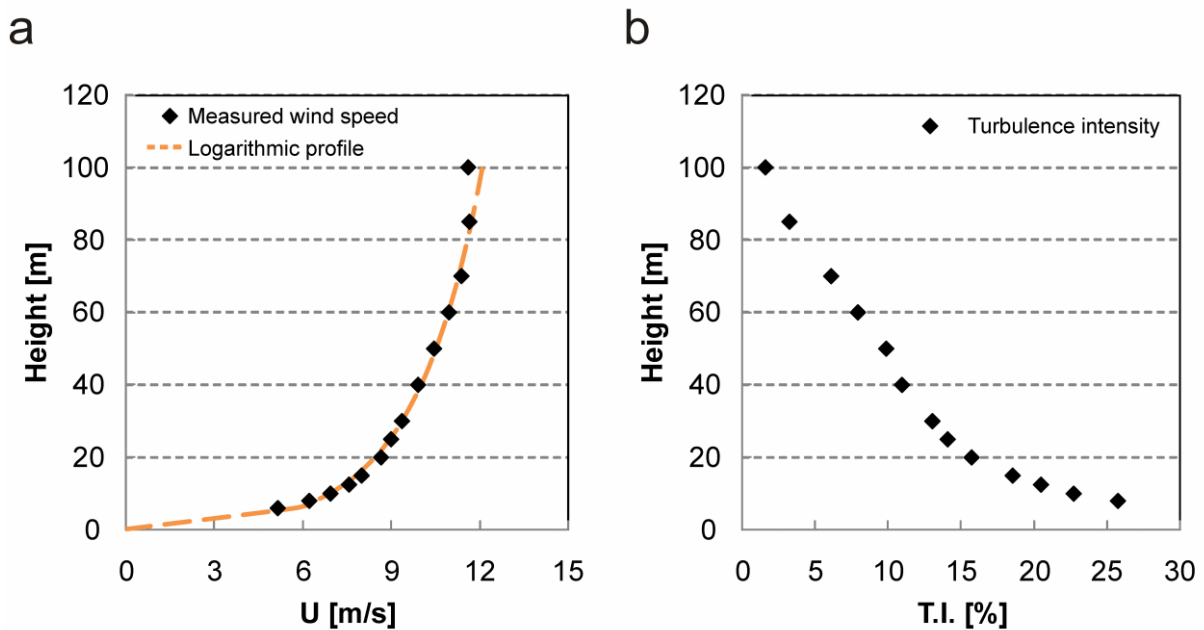 a
120
100
80
60
40
20
0
Height [m]
Measured wind speed
Logarithmic profile
0 3 6 9 12 15
U [m/s]
b
120
100
80
60
40
20
0
Height [m]
Turbulence intensity
0 5 10 15 20 25 30
T.I. [%]